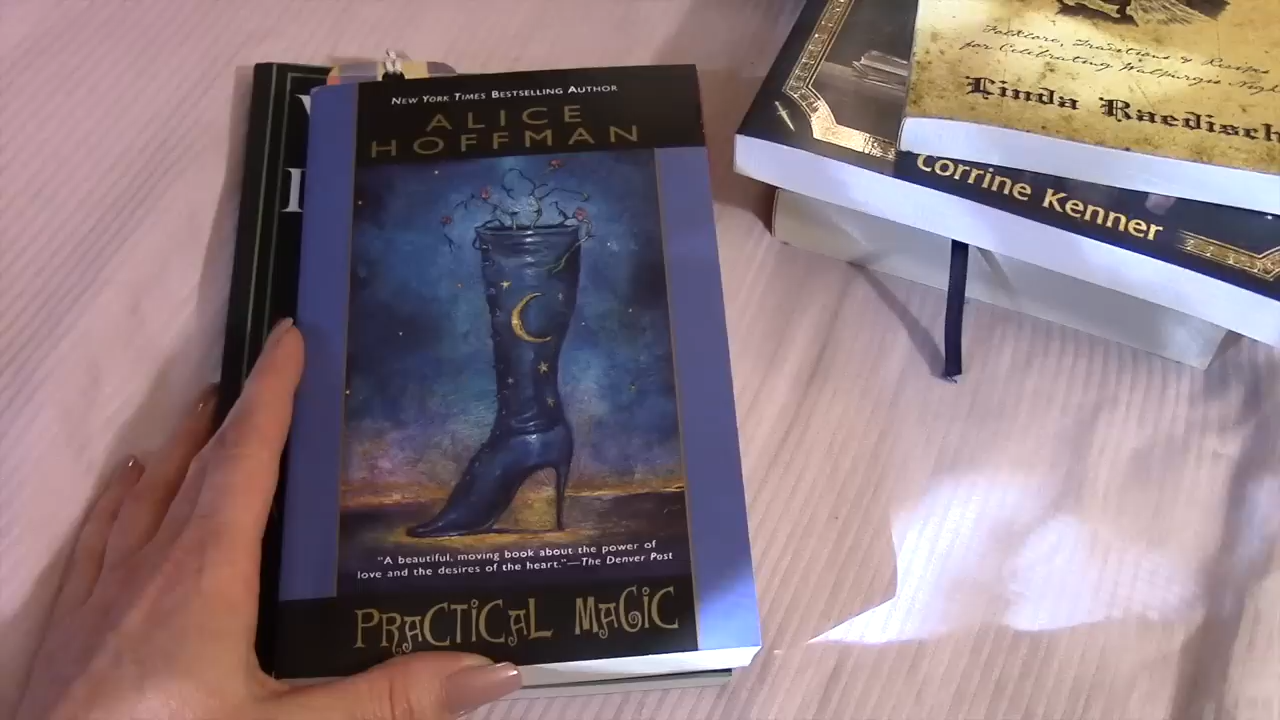 NEW YORK TIMES BESTSELLING AUTHOR
ALICE
HOFFMAN
"A beautiful, moving book about the power of
love and the desires of the heart."—The Denver Post
PRACTICAL MAGIC
Folklore, Traditions & Recipes
for Celebrating Walpurgis Night
Linda Raedisch
Corrine Kenner